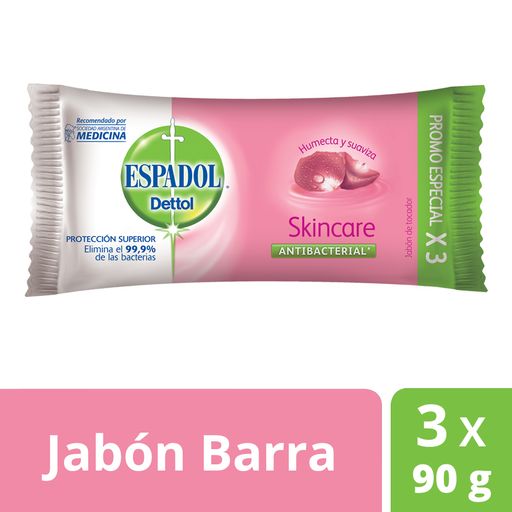 Recomendado por
SOCIEDAD ARGENTINA DE
MEDICINA
ESPADOL
®
Dettol
PROTECCIÓN SUPERIOR
Elimina el 99,9%
de las bacterias
Humecta y suaviza
Skincare
ANTIBACTERIAL*
Jabón de tocador
PROMO ESPECIAL X 3
Jabón Barra
3 X
90 g